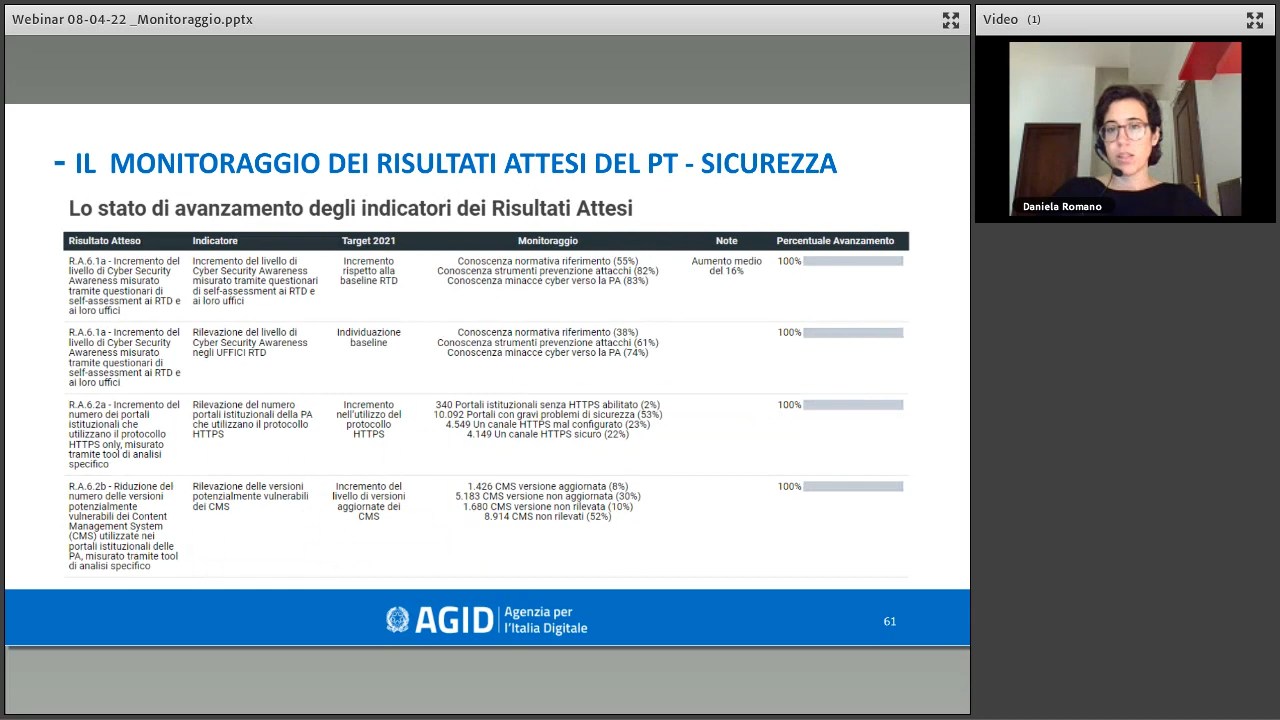 Webinar 08-04-22 _Monitoraggio.pptx
Video (1)
Daniela Romano
- IL MONITORAGGIO DEI RISULTATI ATTESI DEL PT - SICUREZZA
Lo stato di avanzamento degli indicatori dei Risultati Attesi
Risultato Atteso
Indicatore
Target 2021
Monitoraggio
Note
Percentuale Avanzamento
R.A.6.1a - Incremento del
livello di Cyber Security
Awareness misurato
tramite questionari di
self-assessment ai RTD e
ai loro uffici
Incremento del livello di
Cyber Security Awareness
misurato tramite questionari
di self-assessment ai RTD e
ai loro uffici
Incremento
rispetto alla
baseline RTD
Conoscenza normativa riferimento (55%)
Conoscenza strumenti prevenzione attacchi (82%)
Conoscenza minacce cyber verso la PA (83%)
Aumento medio
del 16%
100%
R.A.6.1a - Incremento del
livello di Cyber Security
Awareness misurato
tramite questionari di
self-assessment ai RTD e
ai loro uffici
Rilevazione del livello di
Cyber Security Awareness
negli UFFICI RTD
Individuazione
baseline
Conoscenza normativa riferimento (38%)
Conoscenza strumenti prevenzione attacchi (61%)
Conoscenza minacce cyber verso la PA (74%)
100%
R.A.6.2a - Incremento del
numero dei portali
istituzionali che
utilizzano il protocollo
HTTPS only, misurato
tramite tool di analisi
specifico
Rilevazione del numero
portali istituzionali della PA
che utilizzano il protocollo
HTTPS
Incremento
nell'utilizzo del
protocollo
HTTPS
340 Portali istituzionali senza HTTPS abilitato (2%)
10.092 Portali con gravi problemi di sicurezza (53%)
4.549 Un canale HTTPS mal configurato (23%)
4.149 Un canale HTTPS sicuro (22%)
100%
R.A.6.2b - Riduzione del
numero delle versioni
potenzialmente
vulnerabili dei Content
Management System
(CMS) utilizzate nei
portali istituzionali delle
PA, misurato tramite tool
di analisi specifico
Rilevazione delle versioni
potenzialmente vulnerabili
dei CMS
Incremento del
livello di versioni
aggiornate dei
CMS
1.426 CMS versione aggiornata (8%)
5.183 CMS versione non aggiornata (30%)
1.680 CMS versione non rilevata (10%)
8.914 CMS non rilevati (52%)
100%
AGID
Agenzia per
l'Italia Digitale
61